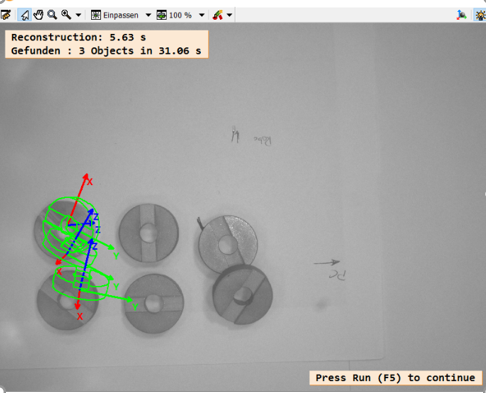 Einpassen
100 %
Reconstruction: 5.63 s
Gefunden : 3 Objects in 31.06 s
X
Z
Z
Z
Y
X
Y
Y
X
Press Run (F5) to continue